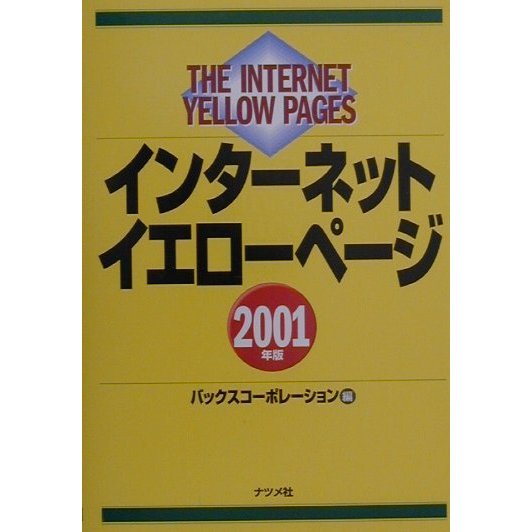 THE INTERNET
YELLOW PAGES
インターネット
イエローページ
2001
年版
バックスコーポレーション編
ナツメ社